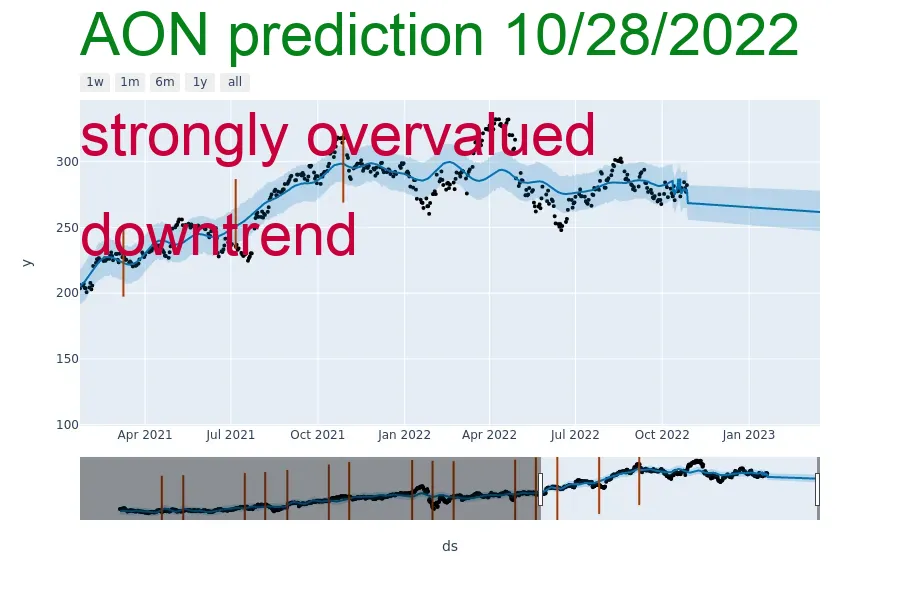 AON prediction 10/28/2022
1w 1m 6m 1y all
strongly overvalued
downtrend
300
250
200
150
100
y
Apr 2021 Jul 2021 Oct 2021 Jan 2022 Apr 2022 Jul 2022 Oct 2022 Jan 2023
ds